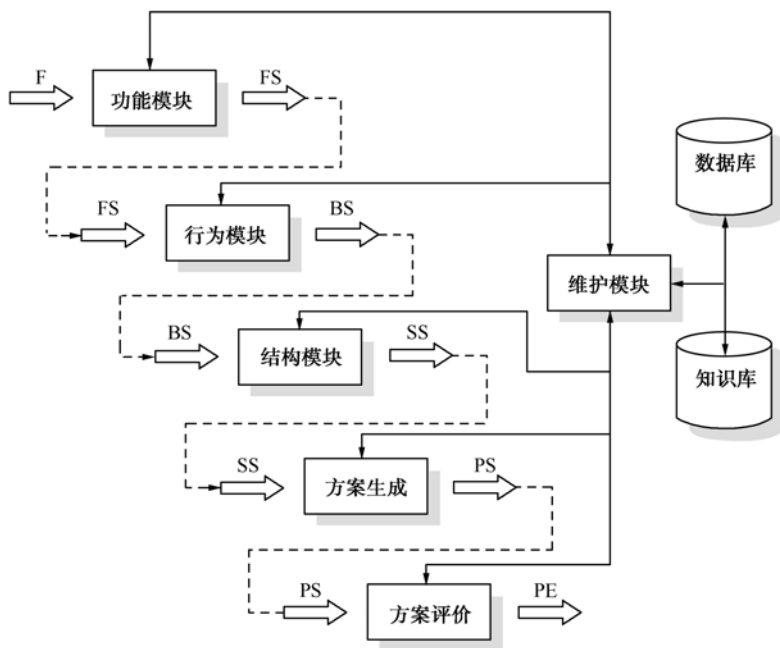 F
功能模块
FS
数据库
FS
行为模块
BS
维护模块
BS
结构模块
SS
知识库
SS
方案生成
PS
PS
方案评价
PE